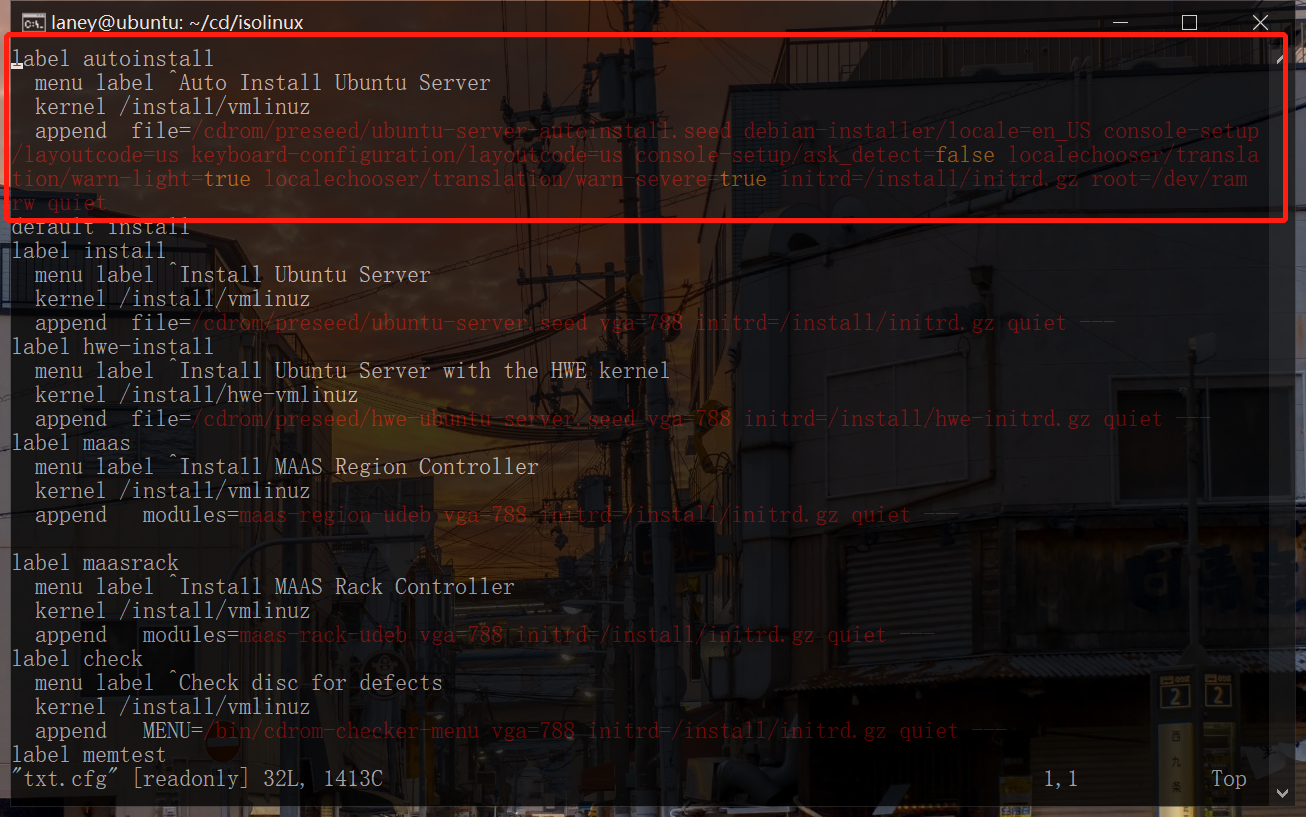 laney@ubuntu: ~/cd/isolinux
label autoinstall
  menu label ^Auto Install Ubuntu Server
  kernel /install/vmlinuz
  append  file=/cdrom/preseed/ubuntu-server-autoinstall.seed debian-installer/locale=en_US console-setup
/layoutcode=us keyboard-configuration/layoutcode=us console-setup/ask_detect=false localechooser/transla
tion/warn-light=true localechooser/translation/warn-severe=true initrd=/install/initrd.gz root=/dev/ram
rw quiet
default install
label install
  menu label ^Install Ubuntu Server
  kernel /install/vmlinuz
  append  file=/cdrom/preseed/ubuntu-server.seed vga=788 initrd=/install/initrd.gz quiet ---
label hwe-install
  menu label ^Install Ubuntu Server with the HWE kernel
  kernel /install/hwe-vmlinuz
  append  file=/cdrom/preseed/hwe-ubuntu-server.seed vga=788 initrd=/install/hwe-initrd.gz quiet ---
label maas
  menu label ^Install MAAS Region Controller
  kernel /install/vmlinuz
  append   modules=maas-region-udeb vga=788 initrd=/install/initrd.gz quiet ---
label maasrack
  menu label ^Install MAAS Rack Controller
  kernel /install/vmlinuz
  append   modules=maas-rack-udeb vga=788 initrd=/install/initrd.gz quiet ---
label check
  menu label ^Check disc for defects
  kernel /install/vmlinuz
  append   MENU=/bin/cdrom-checker-menu vga=788 initrd=/install/initrd.gz quiet ---
label memtest
"txt.cfg" [readonly] 32L, 1413C 1,1 Top
2 2
西九条